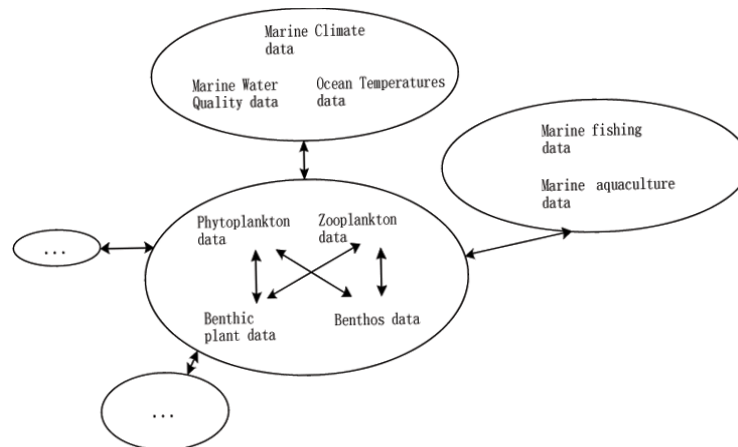 Marine Climate
data
Marine Water
Quality data
Ocean Temperatures
data
Marine fishing
data
Marine aquaculture
data
Phytoplankton
data
Zooplankton
data
...
Benthic
plant data
Benthos data
...